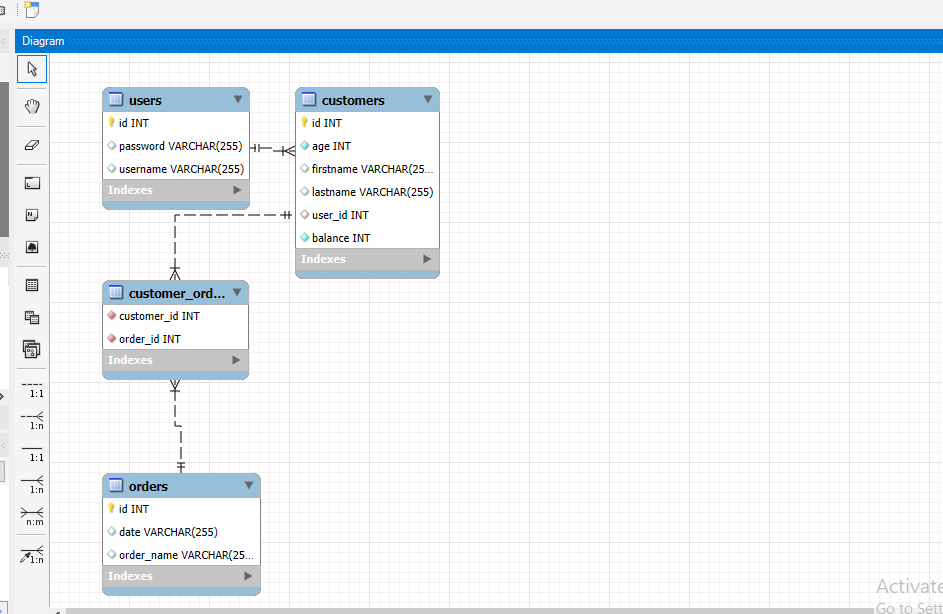 Diagram
users
id INT
password VARCHAR(255)
username VARCHAR(255)
Indexes
customers
id INT
age INT
firstname VARCHAR(25...
lastname VARCHAR(255)
user_id INT
balance INT
Indexes
customer_ord...
customer_id INT
order_id INT
Indexes
orders
id INT
date VARCHAR(255)
order_name VARCHAR(25...
Indexes
1:1
1:n
1:1
1:n
n:m
1:n
Activate
Go to Sett